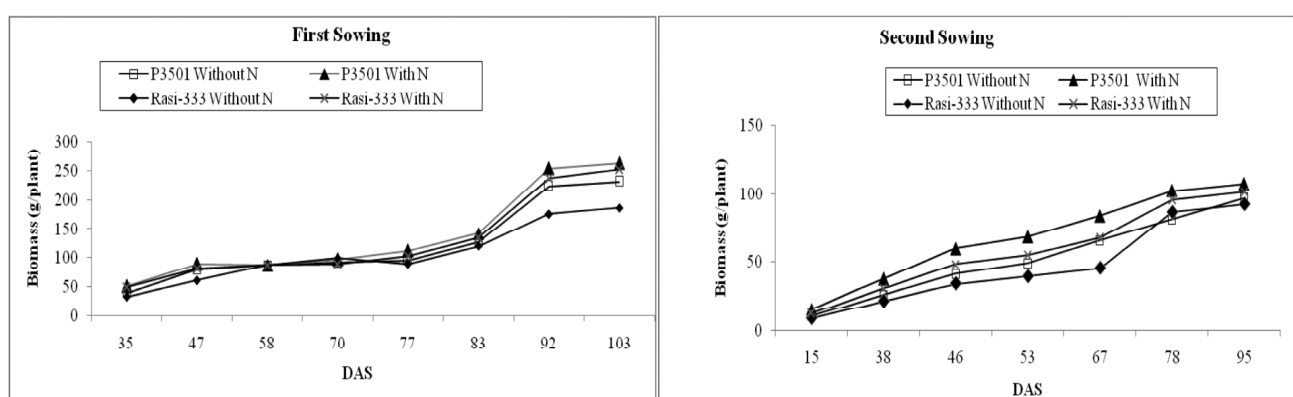 First Sowing
P3501 Without N
P3501 With N
Rasi-333 Without N
Rasi-333 With N
Biomass (g/plant)
300
250
200
150
100
50
0
35 47 58 70 77 83 92 103
DAS
Second Sowing
P3501 Without N
P3501 With N
Rasi-333 Without N
Rasi-333 With N
Biomass (g/plant)
150
100
50
0
15 38 46 53 67 78 95
DAS